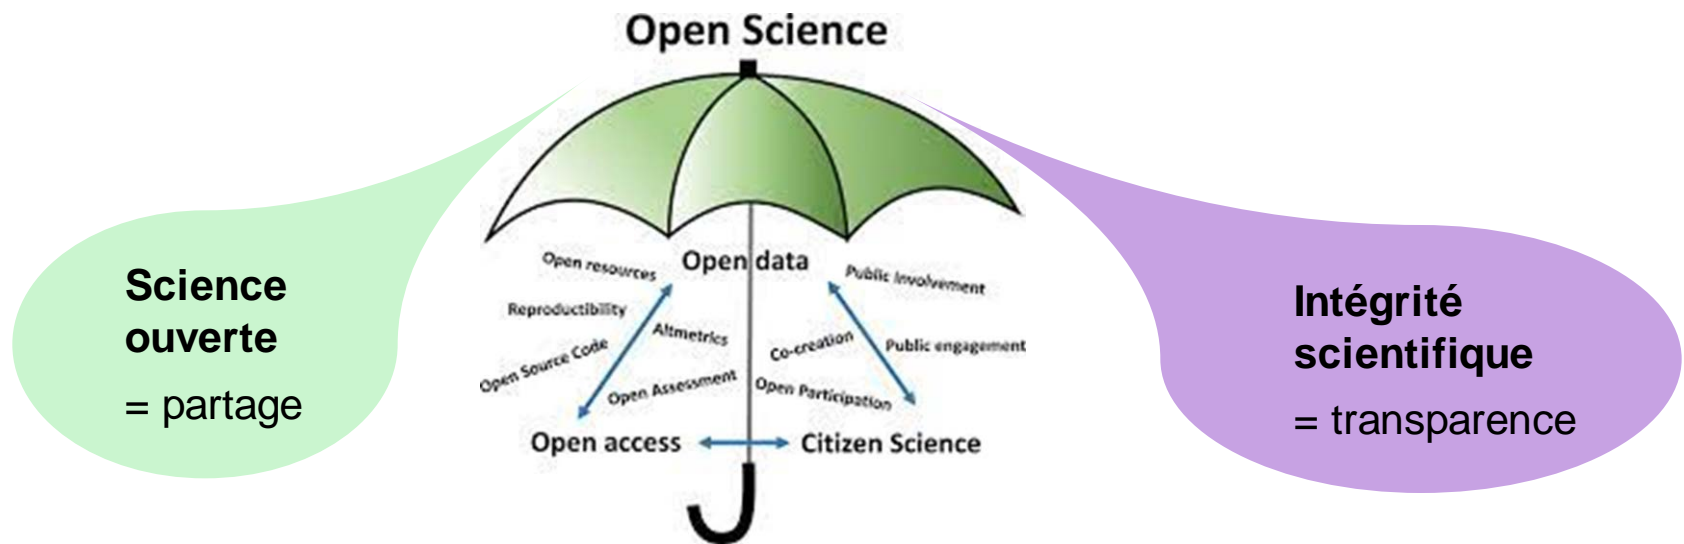 Open Science
Science
ouverte
= partage
Open resources
Open data
Public Involvement
Reproductibility
Altmetrics
Co-creation
Public engagement
Open Source Code
Open Assessment
Open Participation
Open access
Citizen Science
Intégrité
scientifique
= transparence